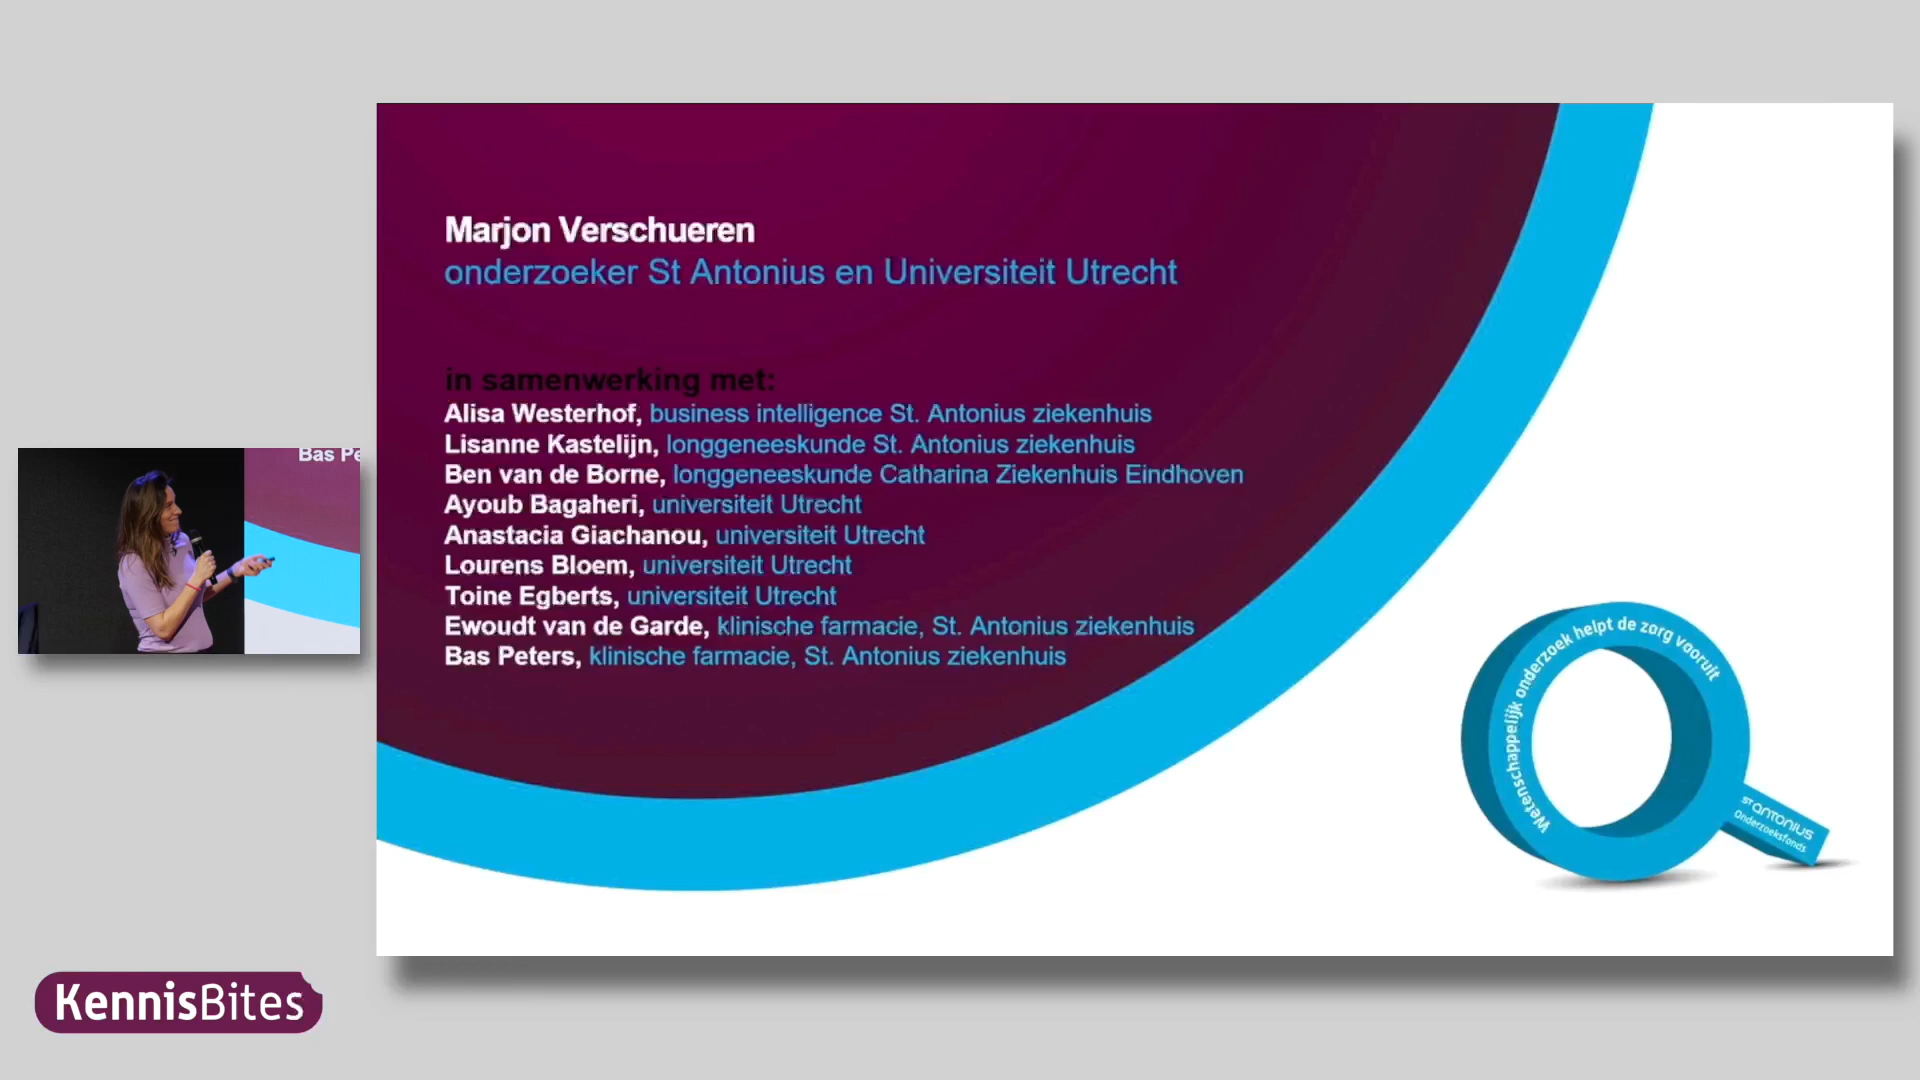 Marjon Verschueren
onderzoeker St Antonius en Universiteit Utrecht
in samenwerking met:
Alisa Westerhof, business intelligence St. Antonius ziekenhuis
Lisanne Kastelijn, longgeneeskunde St. Antonius ziekenhuis
Ben van de Borne, longgeneeskunde Catharina Ziekenhuis Eindhoven
Ayoub Bagaheri, universiteit Utrecht
Anastacia Giachanou, universiteit Utrecht
Lourens Bloem, universiteit Utrecht
Toine Egberts, universiteit Utrecht
Ewoudt van de Garde, klinische farmacie, St. Antonius ziekenhuis
Bas Peters, klinische farmacie, St. Antonius ziekenhuis
Wetenschappelijk onderzoek helpt de zorg vooruit
ST ANTONIUS
Onderzoeksfonds
Bas Pe
KennisBites